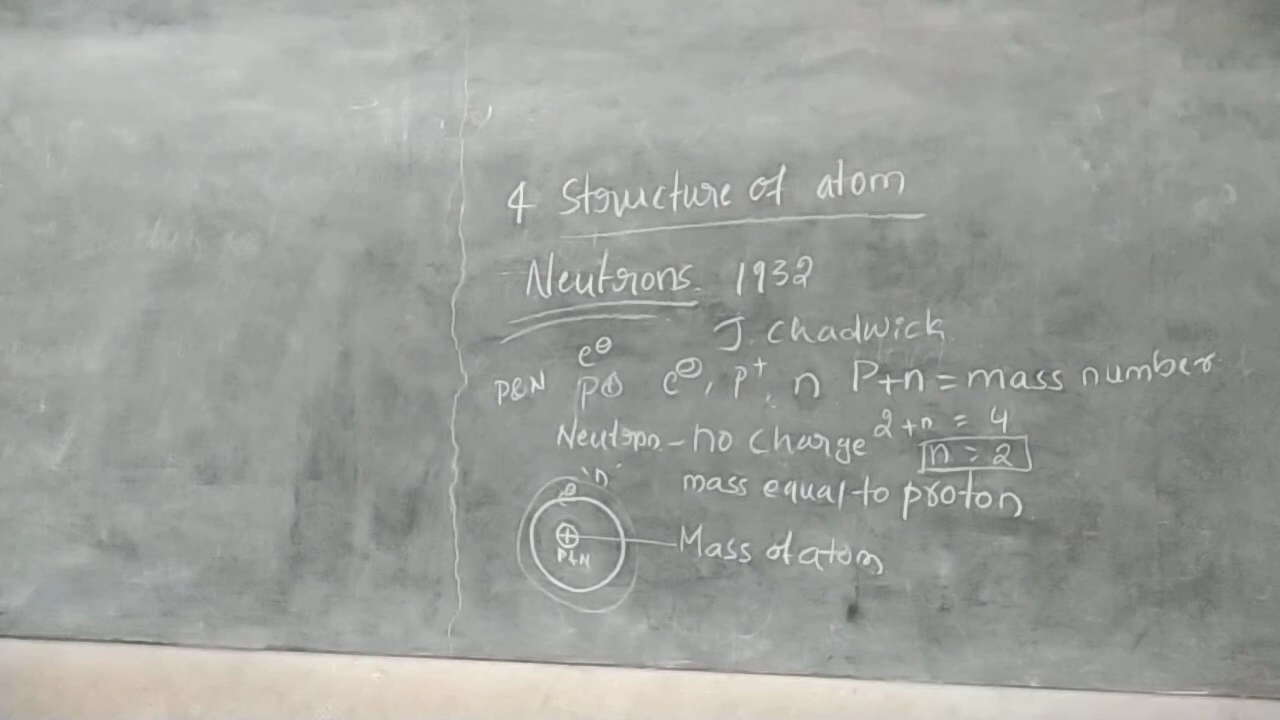 4 Structure of atom
Neutrons. 1932
J. chadwick
e⊖
P&N p⊕ e⊖, p⁺, n P+n = mass number
2+n = 4
Neutron - no charge n = 2
'n' mass equal to proton
e
⊕ Mass of atom
P+N